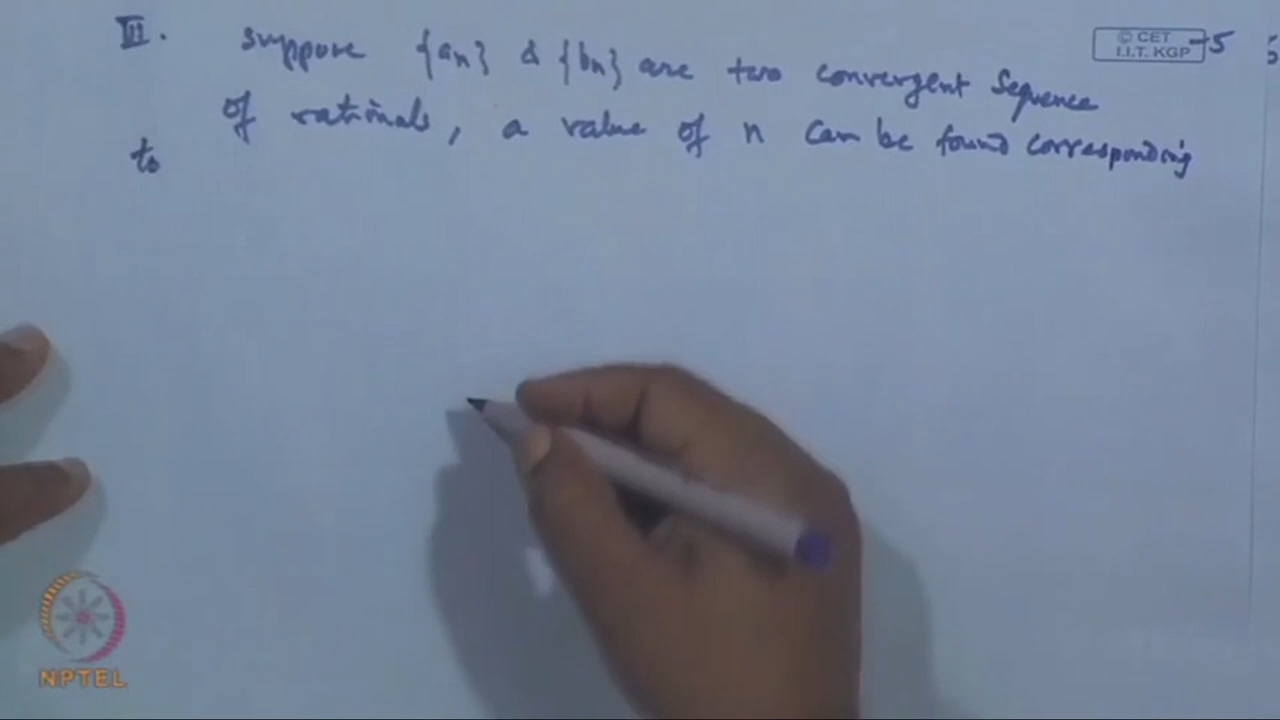 III. Suppose {an} & {bn} are two convergent Sequence
of rationals, a value of n can be found corresponding
to
© CET
I.I.T. KGP
-5
NPTEL